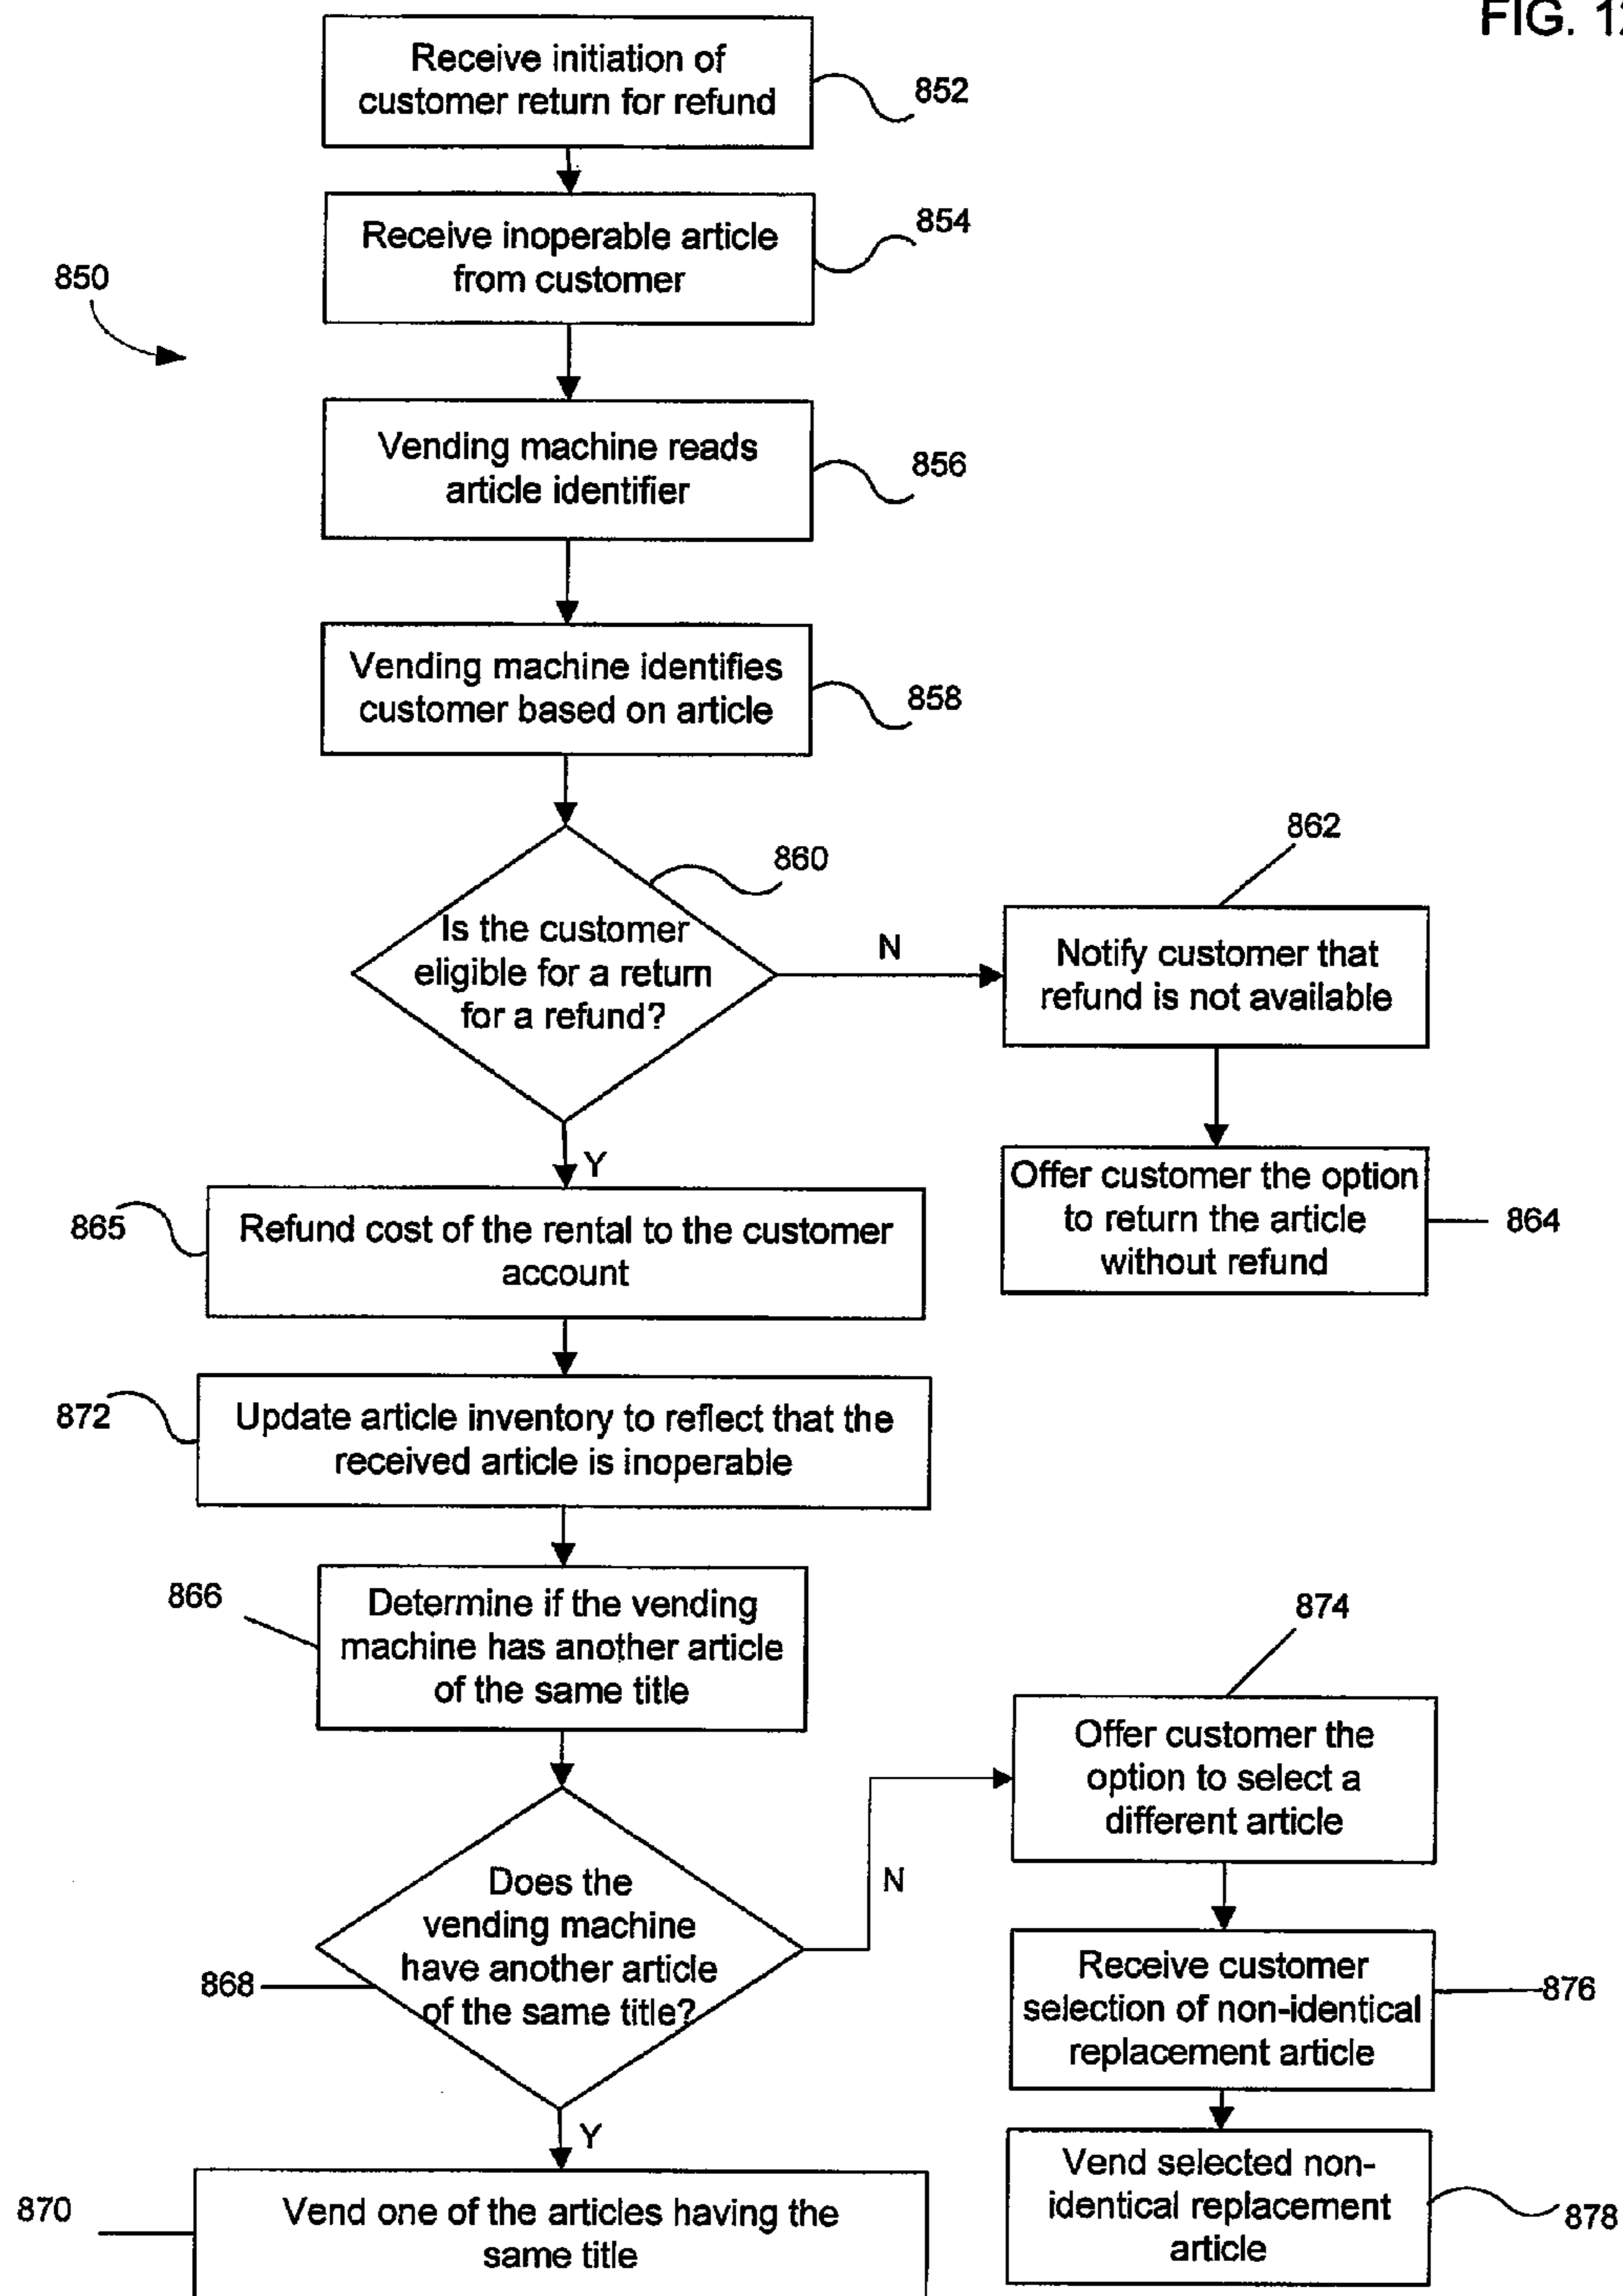 FIG. 12
Receive initiation of
customer return for refund
852
Receive inoperable article
from customer
854
850
Vending machine reads
article identifier
856
Vending machine identifies
customer based on article
858
860
Is the customer
eligible for a return
for a refund?
N
862
Notify customer that
refund is not available
Offer customer the option
to return the article
without refund
864
Y
865
Refund cost of the rental to the customer
account
872
Update article inventory to reflect that the
received article is inoperable
866
Determine if the vending
machine has another article
of the same title
868
Does the
vending machine
have another article
of the same title?
N
874
Offer customer the
option to select a
different article
Receive customer
selection of non-identical
replacement article
876
Vend selected non-
identical replacement
article
878
Y
870
Vend one of the articles having the
same title